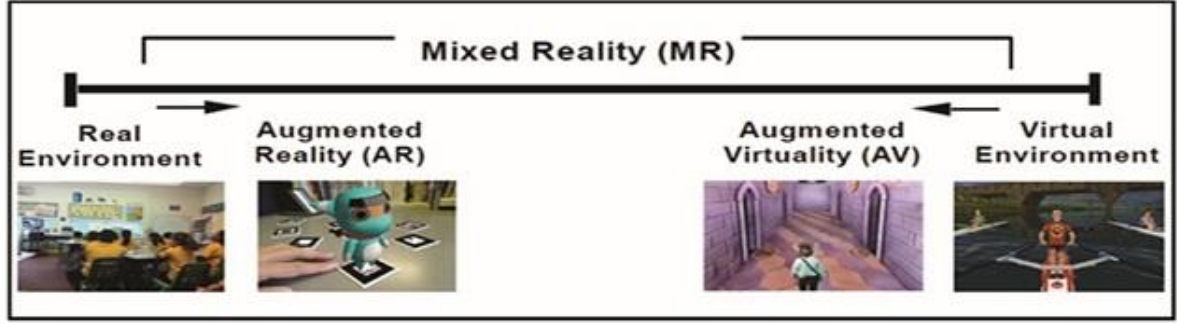 Mixed Reality (MR)
Real
Environment
Augmented
Reality (AR)
Augmented
Virtuality (AV)
Virtual
Environment